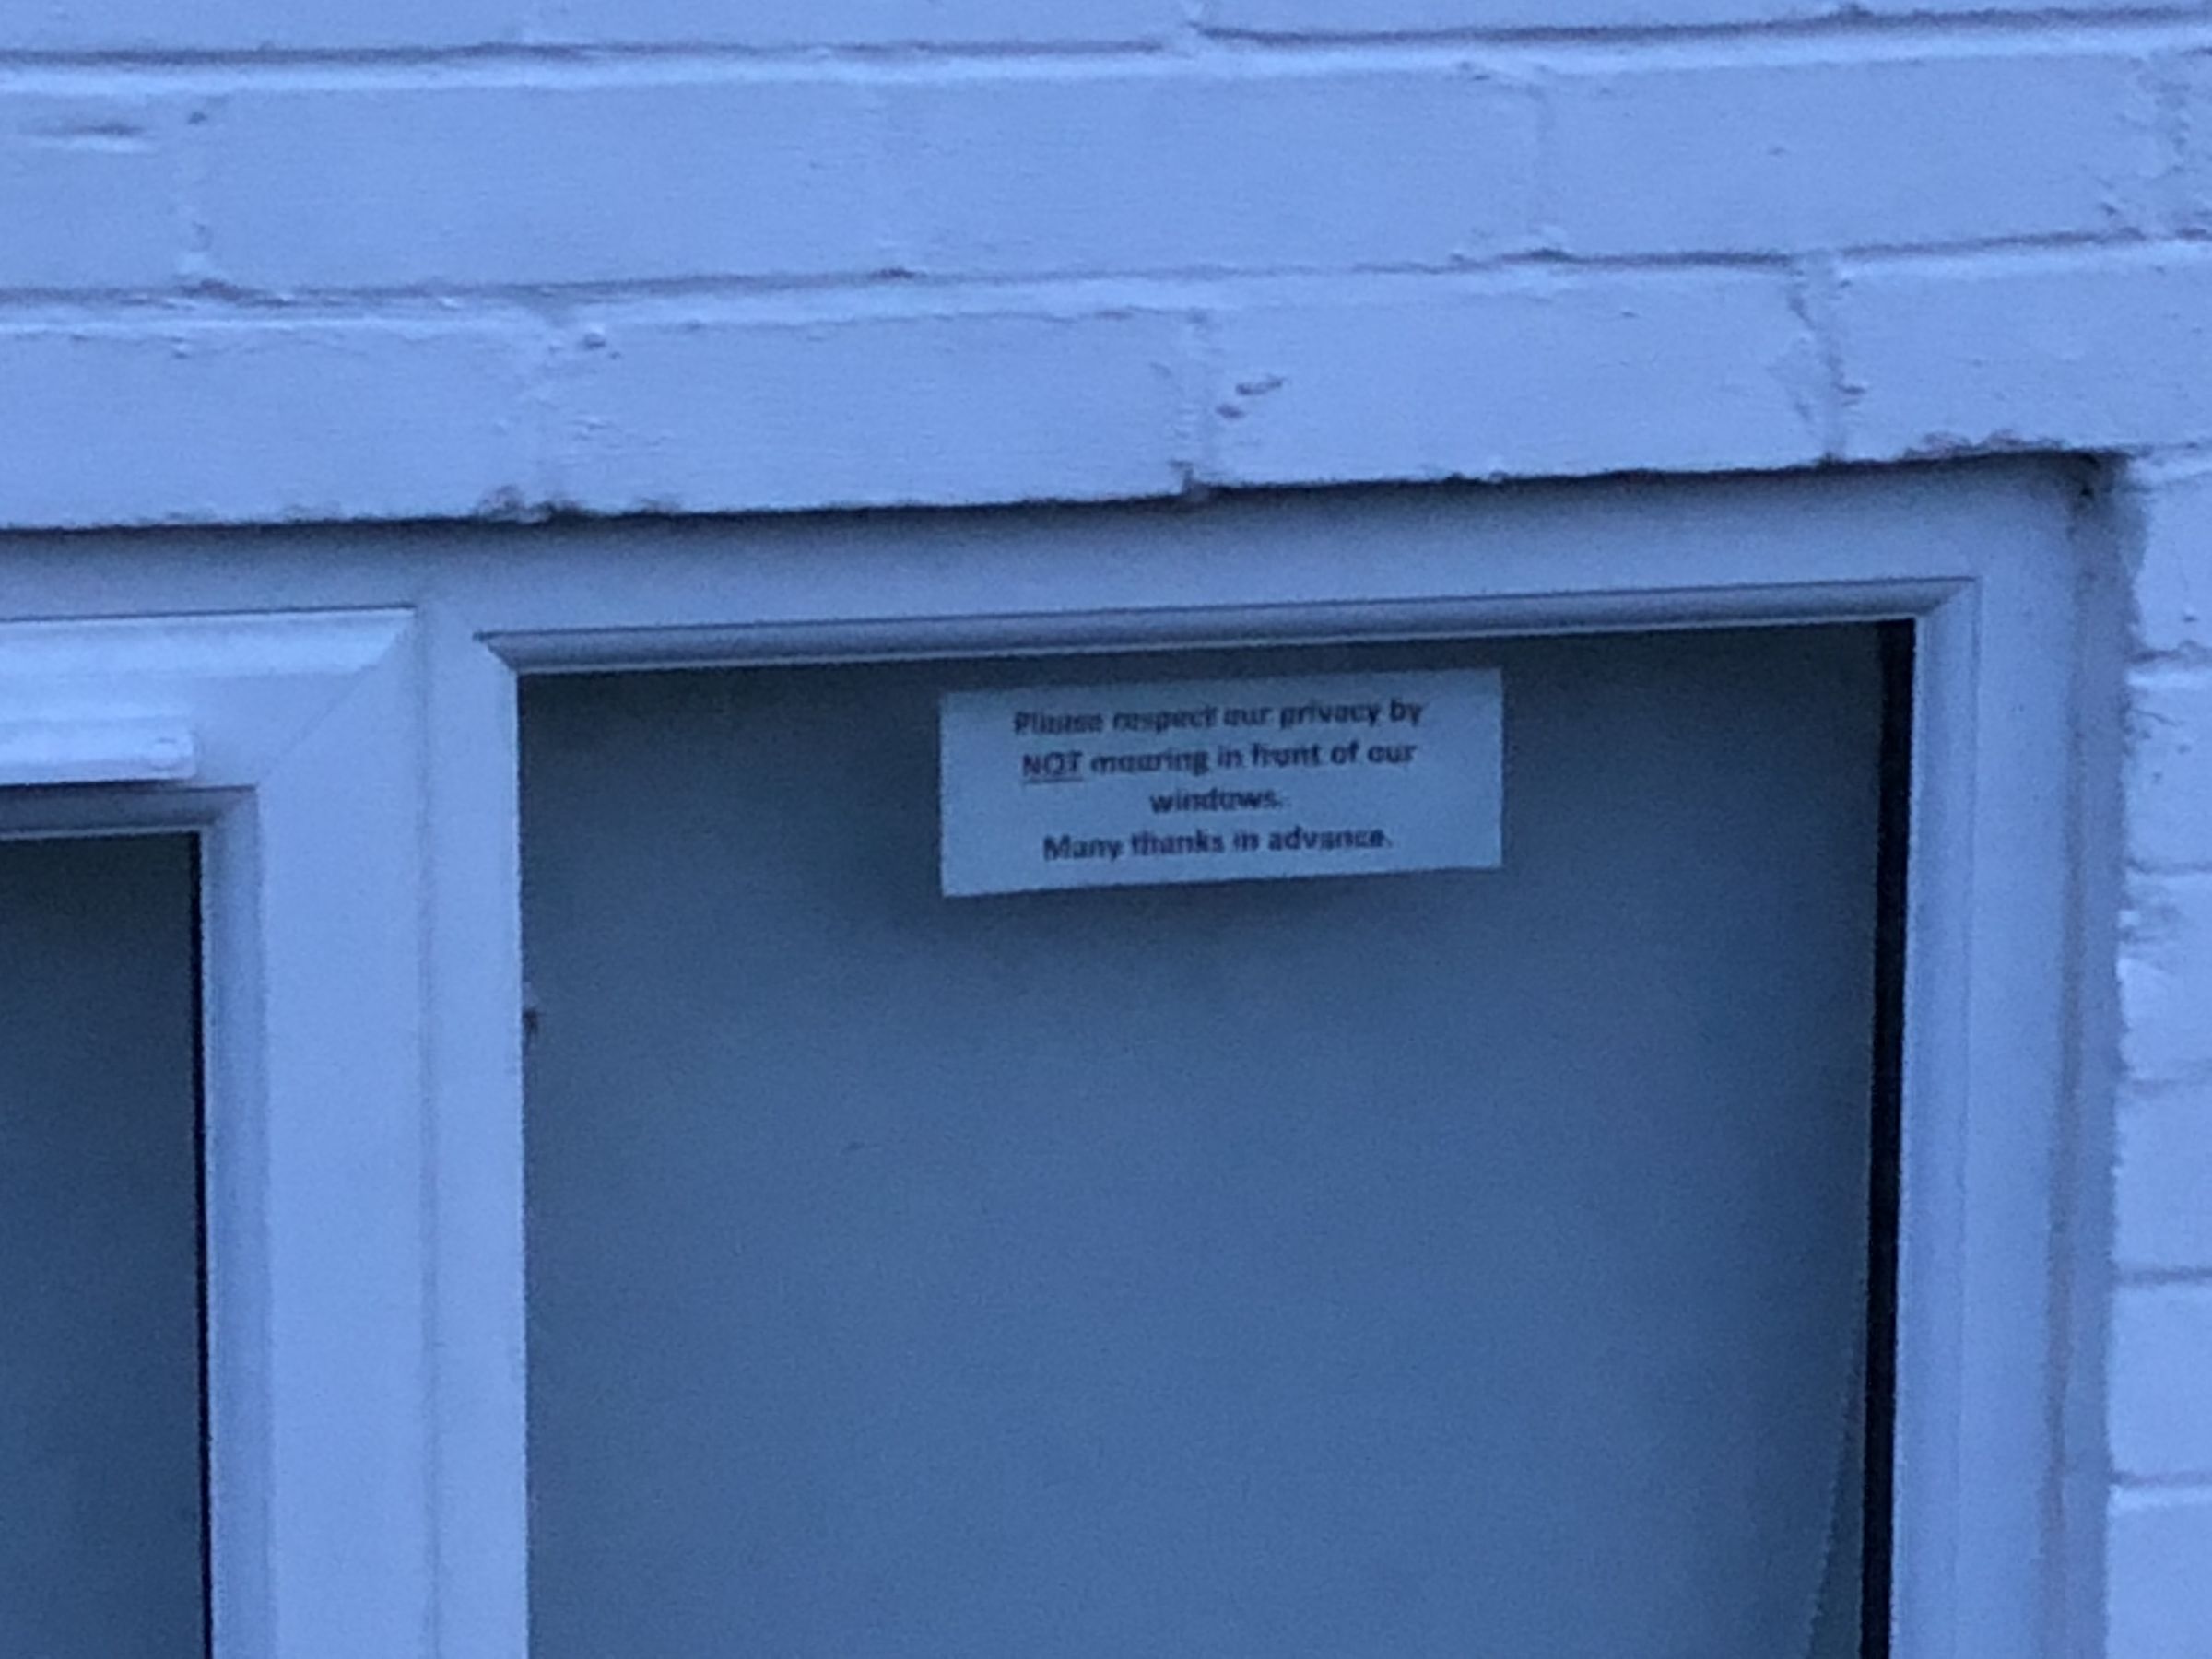 Please respect our privacy by
NOT mooring in front of our
windows.
Many thanks in advance.